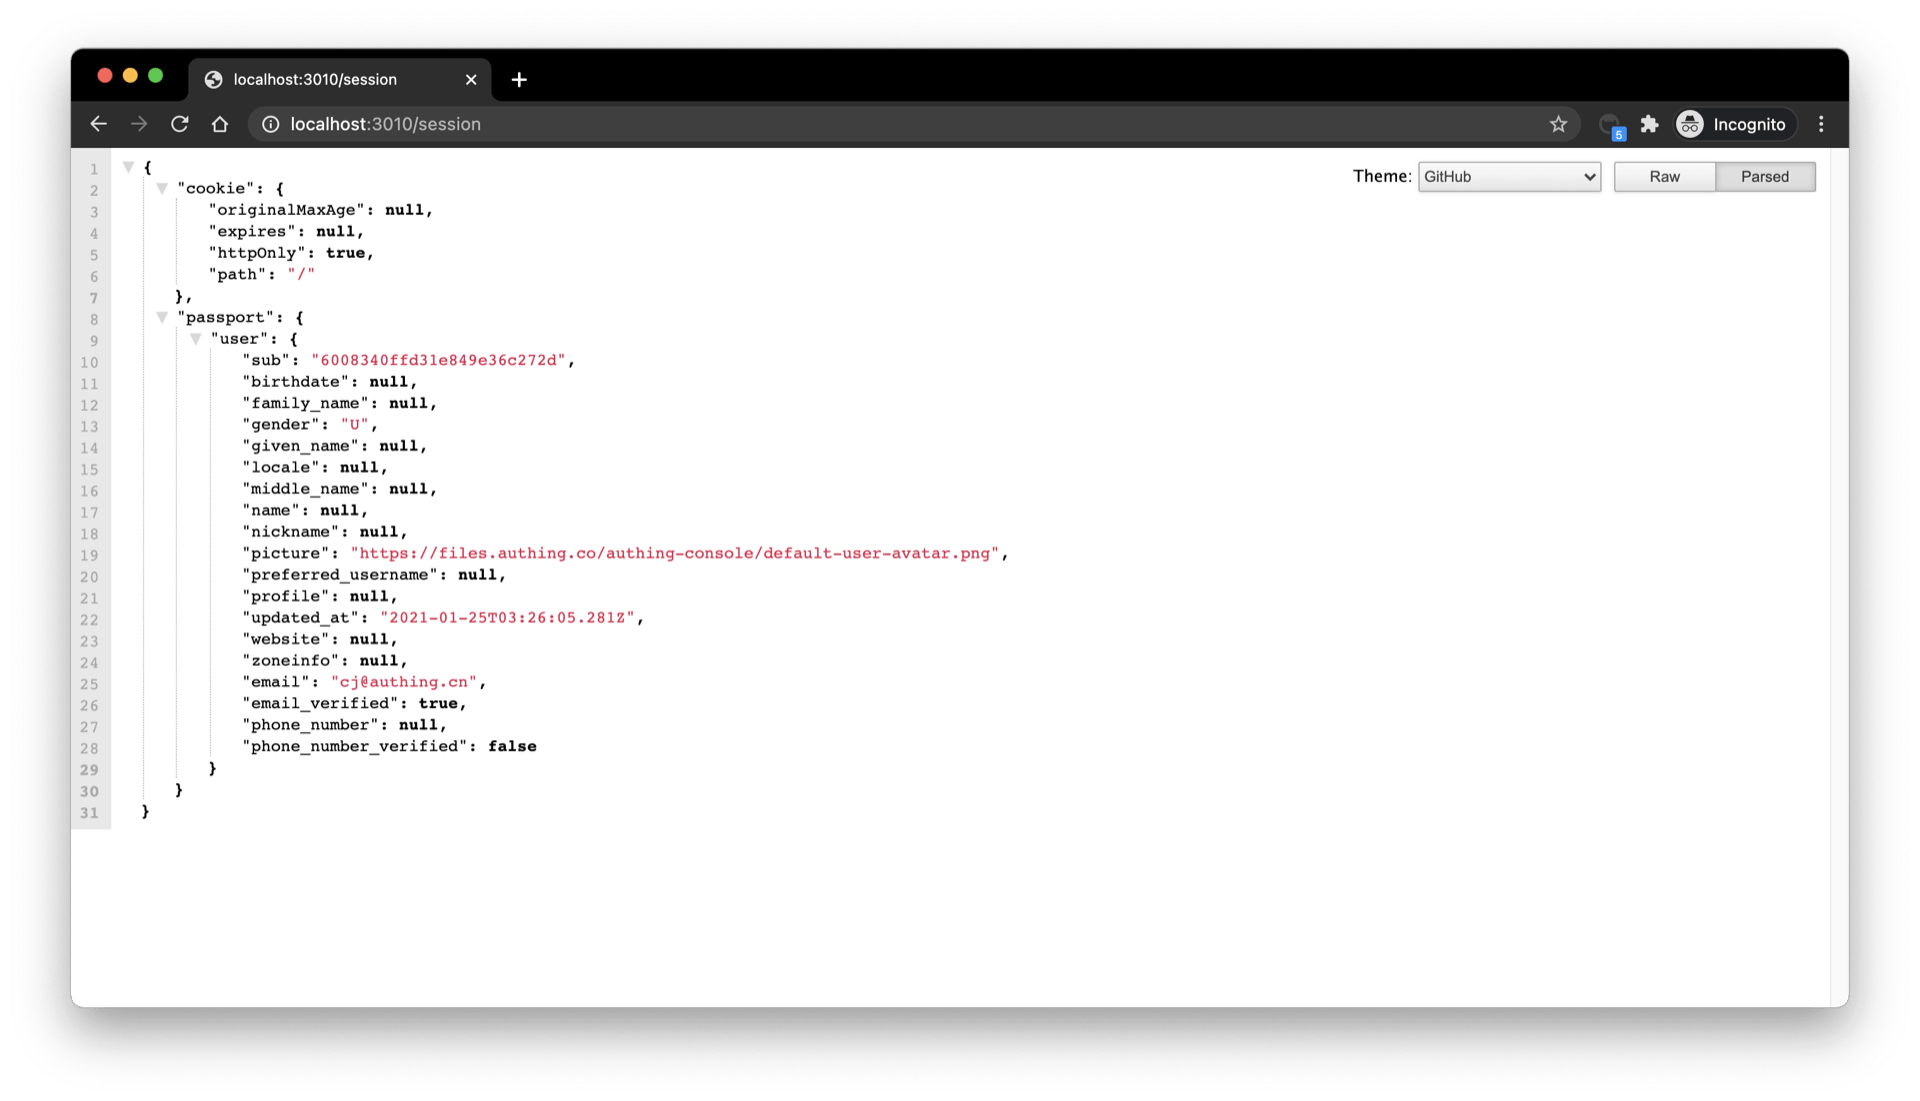 localhost:3010/session
localhost:3010/session
5
Incognito
Theme: GitHub Raw Parsed
1 {
2 "cookie": {
3 "originalMaxAge": null,
4 "expires": null,
5 "httpOnly": true,
6 "path": "/"
7 },
8 "passport": {
9 "user": {
10 "sub": "6008340ffd31e849e36c272d",
11 "birthdate": null,
12 "family_name": null,
13 "gender": "U",
14 "given_name": null,
15 "locale": null,
16 "middle_name": null,
17 "name": null,
18 "nickname": null,
19 "picture": "https://files.authing.co/authing-console/default-user-avatar.png",
20 "preferred_username": null,
21 "profile": null,
22 "updated_at": "2021-01-25T03:26:05.281Z",
23 "website": null,
24 "zoneinfo": null,
25 "email": "cj@authing.cn",
26 "email_verified": true,
27 "phone_number": null,
28 "phone_number_verified": false
29 }
30 }
31 }